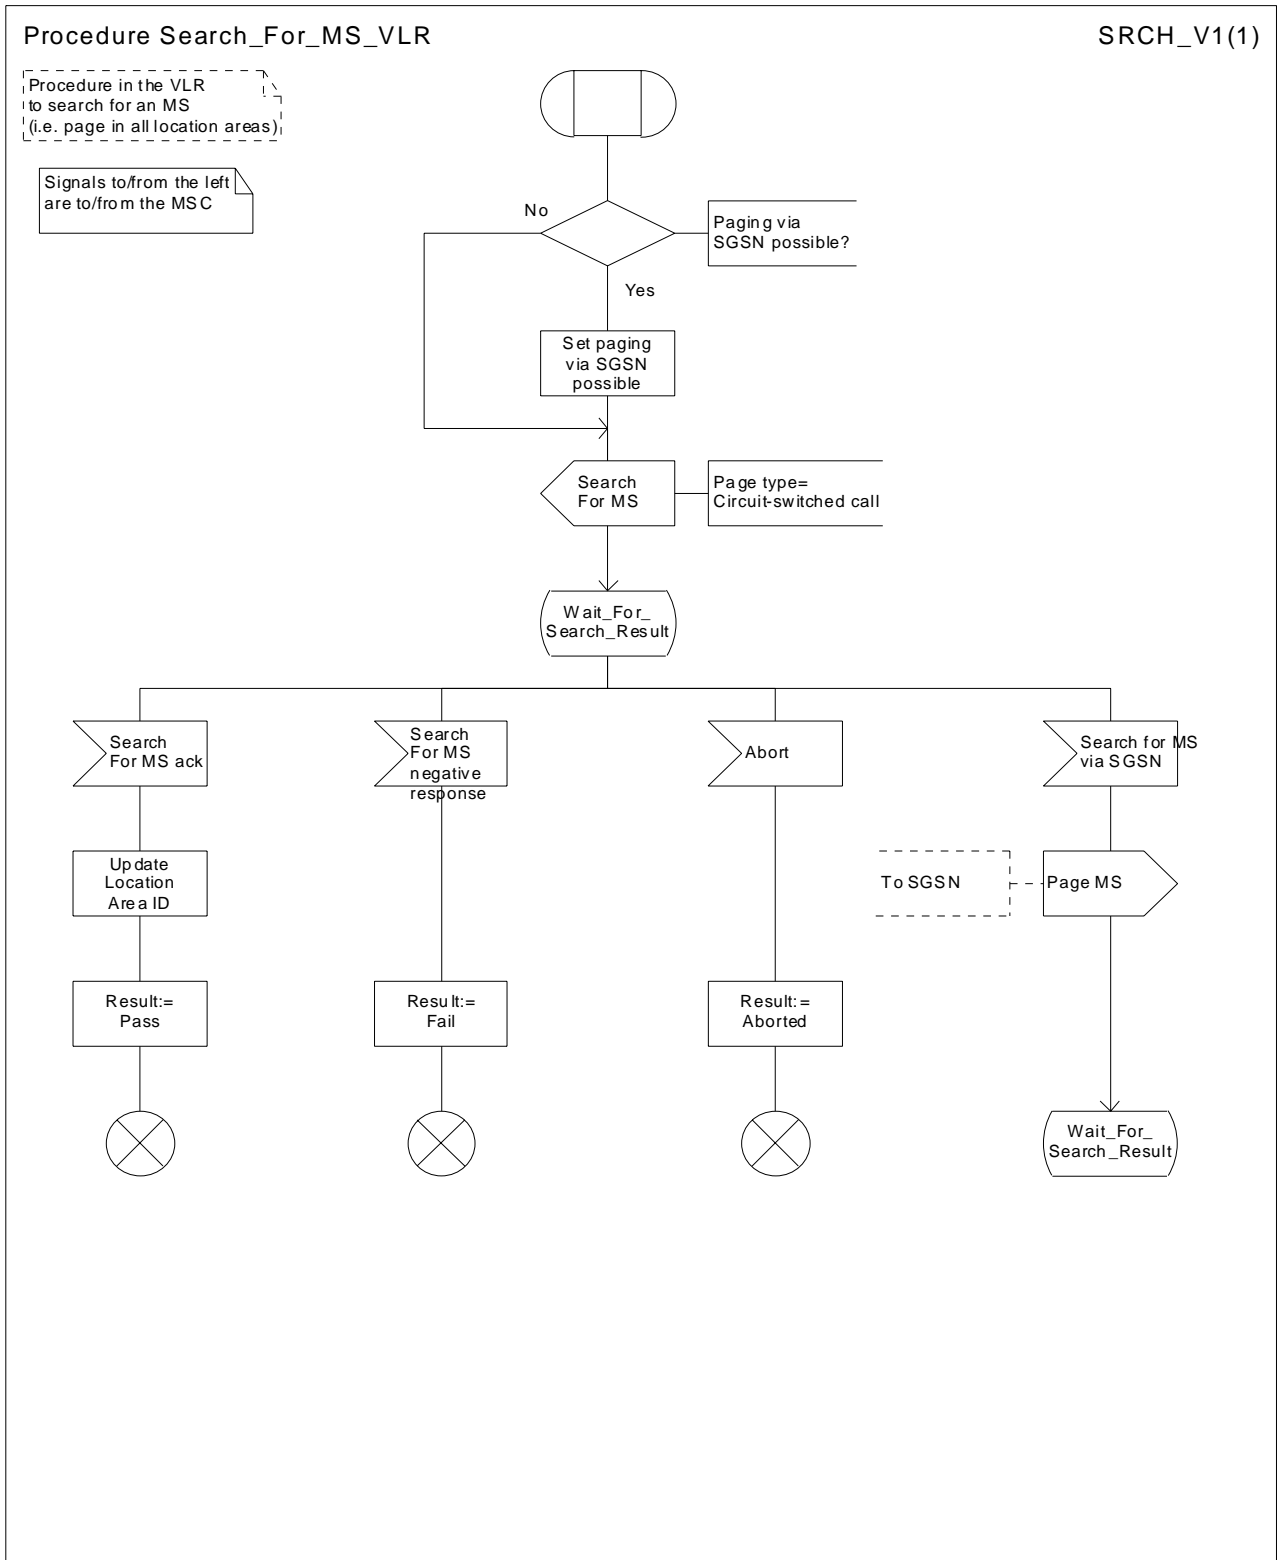 Procedure Search_For_MS_VLR
SRCH_V1(1)
Procedure in the VLR
to search for an MS
(i.e. page in all location areas)
Signals to/from the left
are to/from the MSC
No
Paging via
SGSN possible?
Yes
Set paging
via SGSN
possible
Search
For MS
Page type=
Circuit-switched call
Wait_For_
Search_Result
Search
For MS ack
Search
For MS
negative
response
Abort
Search for MS
via SGSN
Update
Location
Area ID
To SGSN
Page MS
Result:=
Pass
Result:=
Fail
Result:=
Aborted
Wait_For_
Search_Result